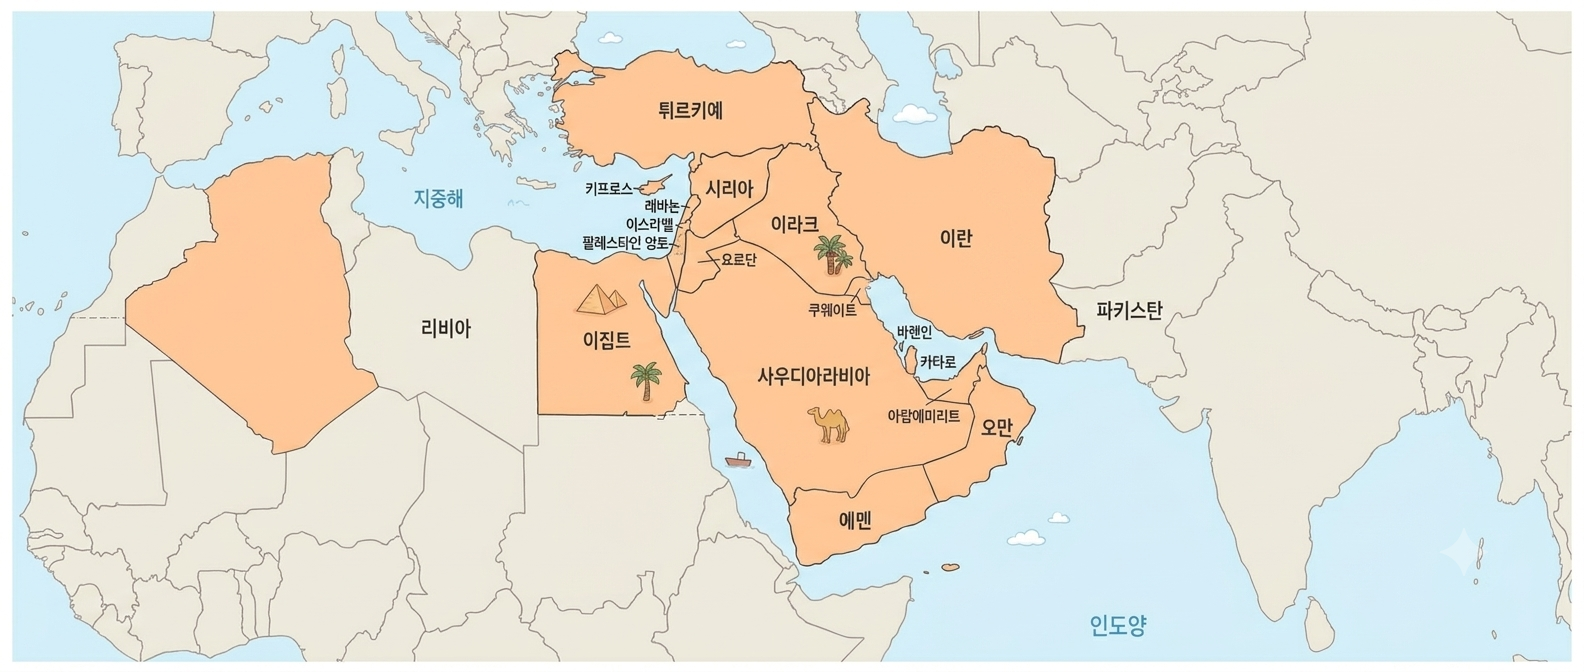 튀르키예
키프로스
시리아
지중해
레바논
이스라엘
팔레스타인 앙토
이라크
이란
요르단
쿠웨이트
파키스탄
리비아
이집트
바렌인
카타로
사우디아라비아
아랍에미리트
오만
에멘
인도양